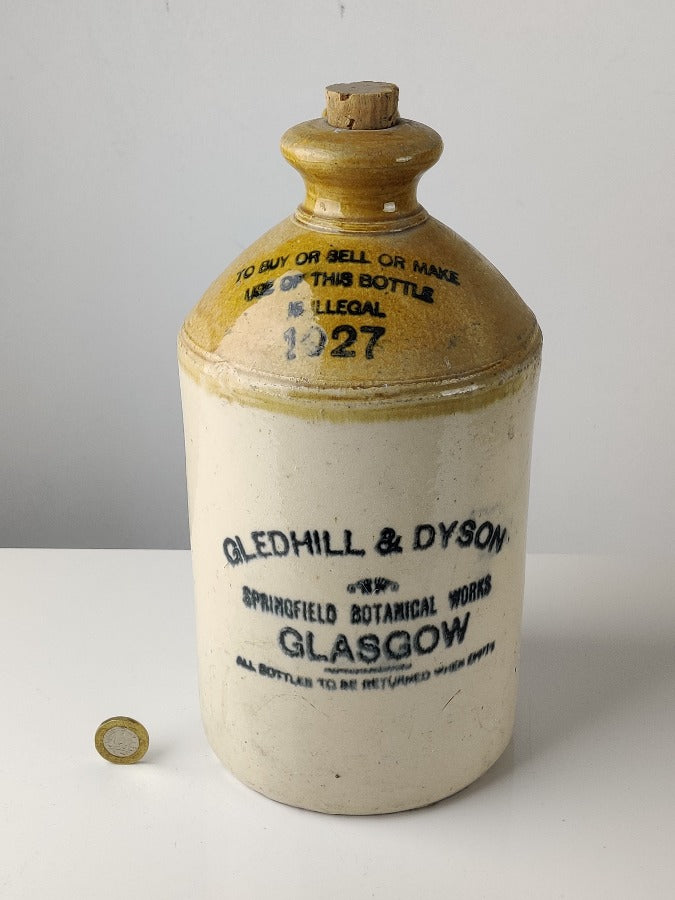 TO BUY OR SELL OR MAKE
USE OF THIS BOTTLE
IS ILLEGAL
1927
GLEDHILL & DYSON
SPRINGFIELD BOTANICAL WORKS
GLASGOW
ALL BOTTLES TO BE RETURNED WHEN EMPTY